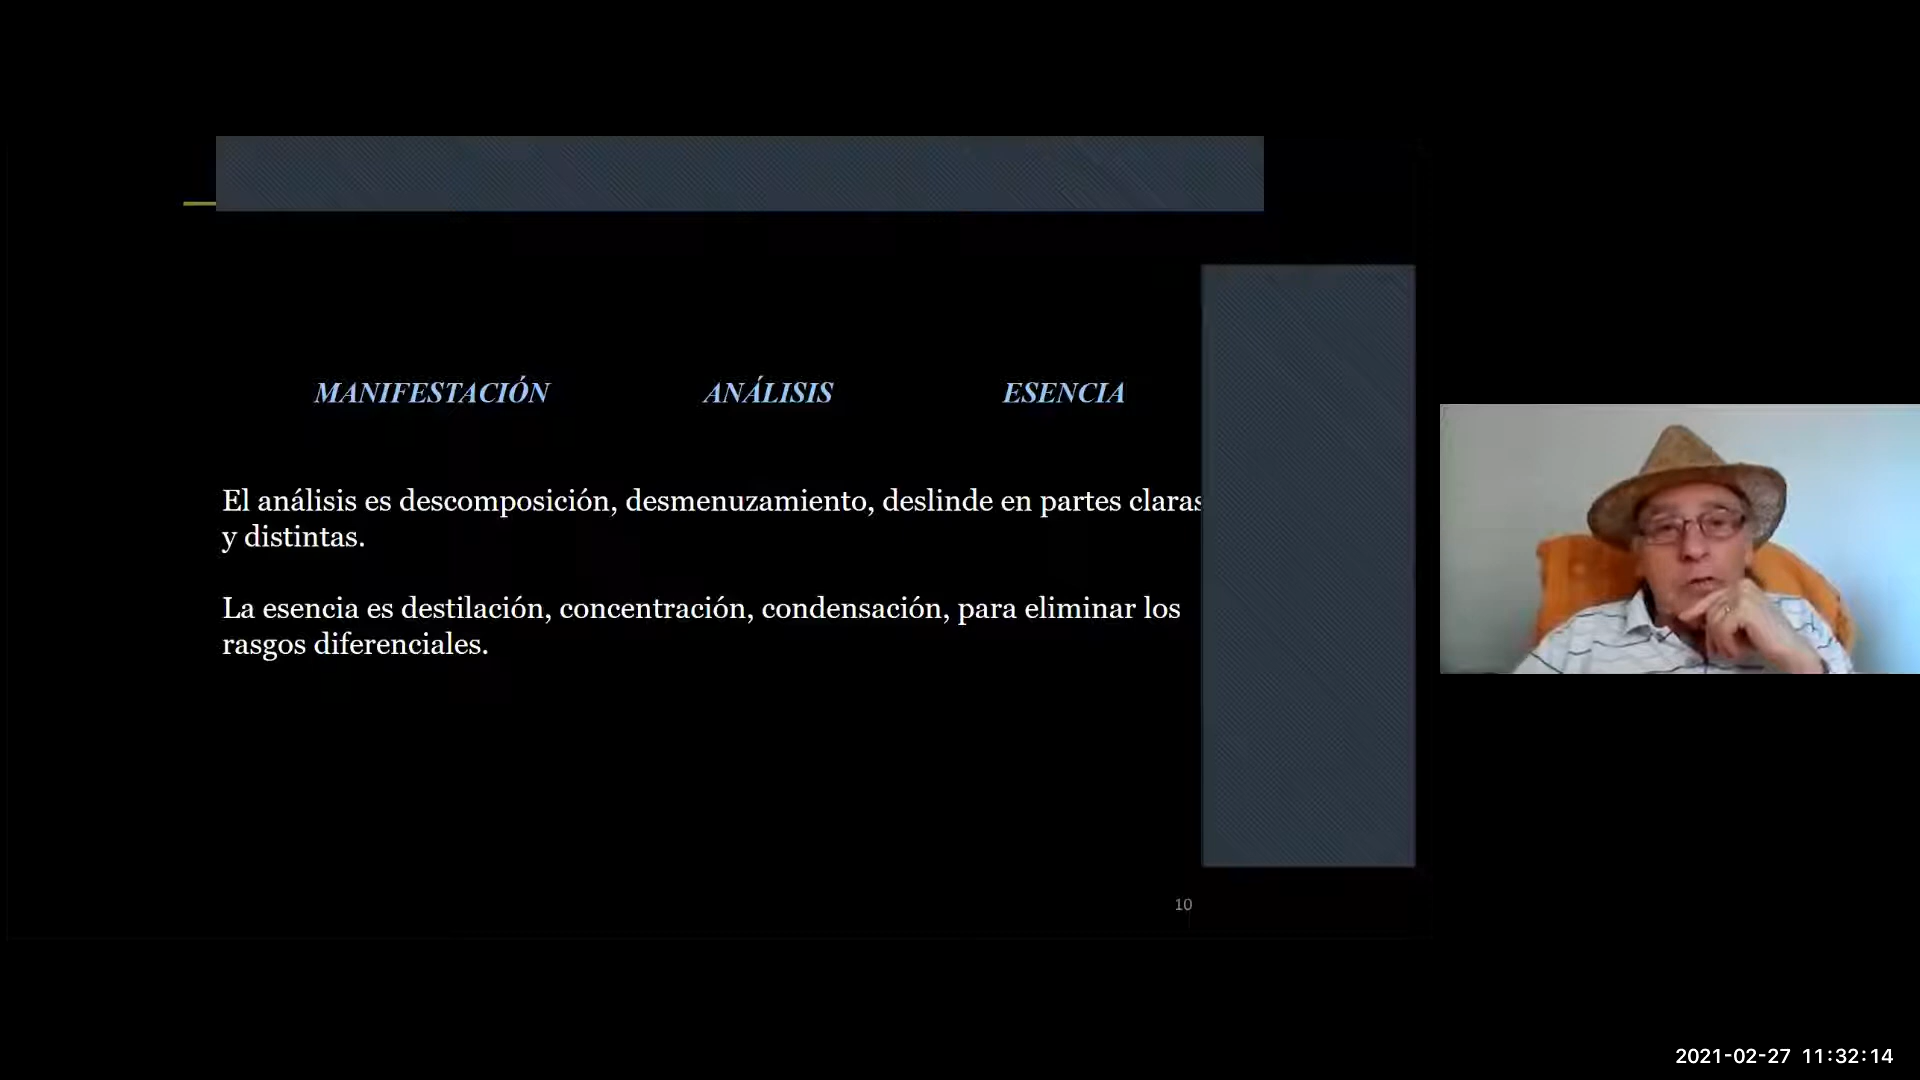 MANIFESTACIÓN ANÁLISIS ESENCIA
El análisis es descomposición, desmenuzamiento, deslinde en partes claras
y distintas.
La esencia es destilación, concentración, condensación, para eliminar los
rasgos diferenciales.
10
2021-02-27 11:32:14